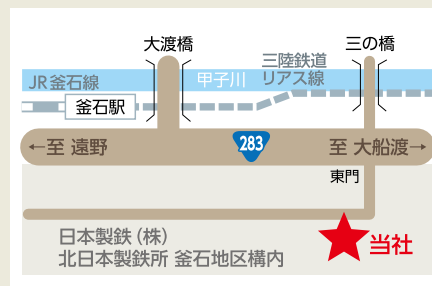 大渡橋
三の橋
三陸鉄道
リアス線
JR釜石線
甲子川
釜石駅
←至 遠野
283
至 大船渡→
東門
日本製鉄（株）
北日本製鉄所 釜石地区構内
当社